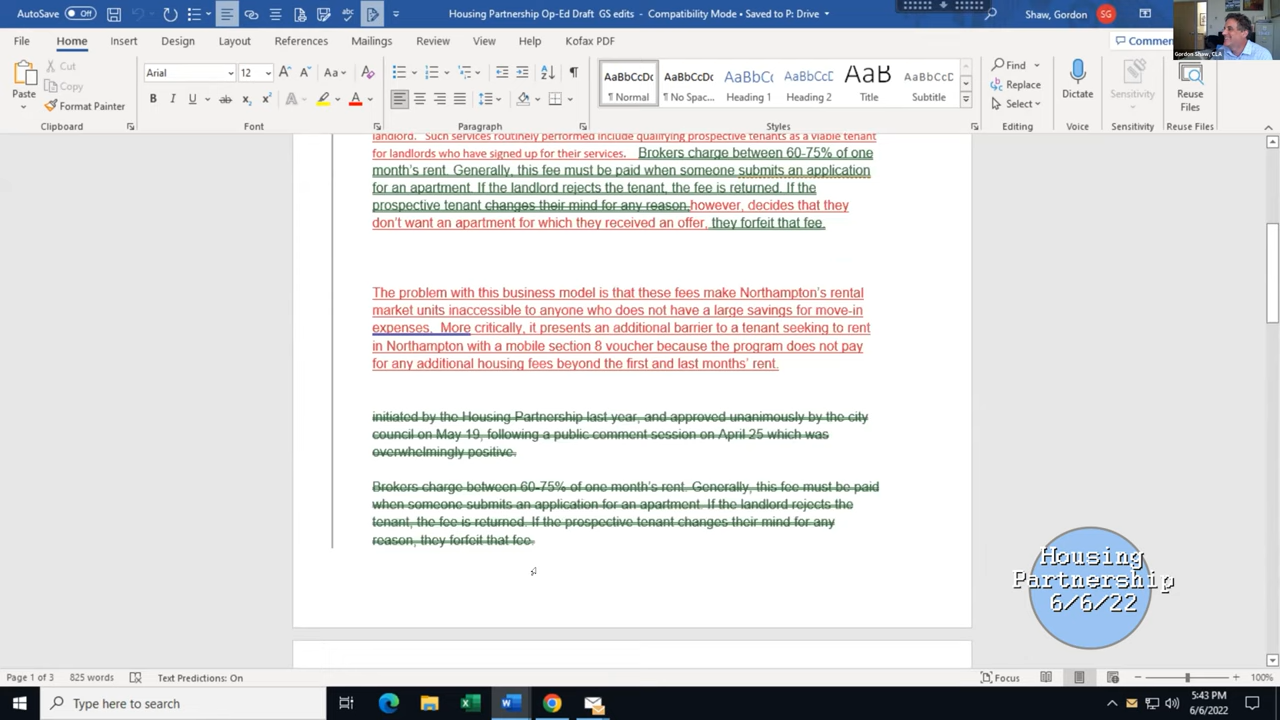 AutoSave Off Housing Partnership Op-Ed Draft GS edits - Compatibility Mode • Saved to P: Drive Shaw, Gordon GS
Gordon Shaw, CLA
File Home Insert Draw Design Layout References Mailings Review View Help Kofax PDF
Paste Cut Copy Format Painter Clipboard
Arial 12 Aa Font
Paragraph
AaBbCcDc ¶ Normal AaBbCcDc ¶ No Spac... AaBbCc Heading 1 AaBbCcC Heading 2 AaB Title AaBbCcC Subtitle Styles
Find Replace Select Editing
Dictate Voice
Sensitivity Sensitivity
Reuse Files Reuse Files
landlord. Such services routinely performed include qualifying prospective tenants as a viable tenant
for landlords who have signed up for their services. Brokers charge between 60-75% of one
month's rent. Generally, this fee must be paid when someone submits an application
for an apartment. If the landlord rejects the tenant, the fee is returned. If the
prospective tenant changes their mind for any reason, however, decides that they
don't want an apartment for which they received an offer, they forfeit that fee.
The problem with this business model is that these fees make Northampton's rental
market units inaccessible to anyone who does not have a large savings for move-in
expenses. More critically, it presents an additional barrier to a tenant seeking to rent
in Northampton with a mobile section 8 voucher because the program does not pay
for any additional housing fees beyond the first and last months' rent.
initiated by the Housing Partnership last year, and approved unanimously by the city
council on May 19, following a public comment session on April 25 which was
overwhelmingly positive.
Brokers charge between 60-75% of one month's rent. Generally, this fee must be paid
when someone submits an application for an apartment. If the landlord rejects the
tenant, the fee is returned. If the prospective tenant changes their mind for any
reason, they forfeit that fee.
Housing
Partnership
6/6/22
Page 1 of 3 825 words Text Predictions: On Focus 100%
Type here to search
5:43 PM
6/6/2022